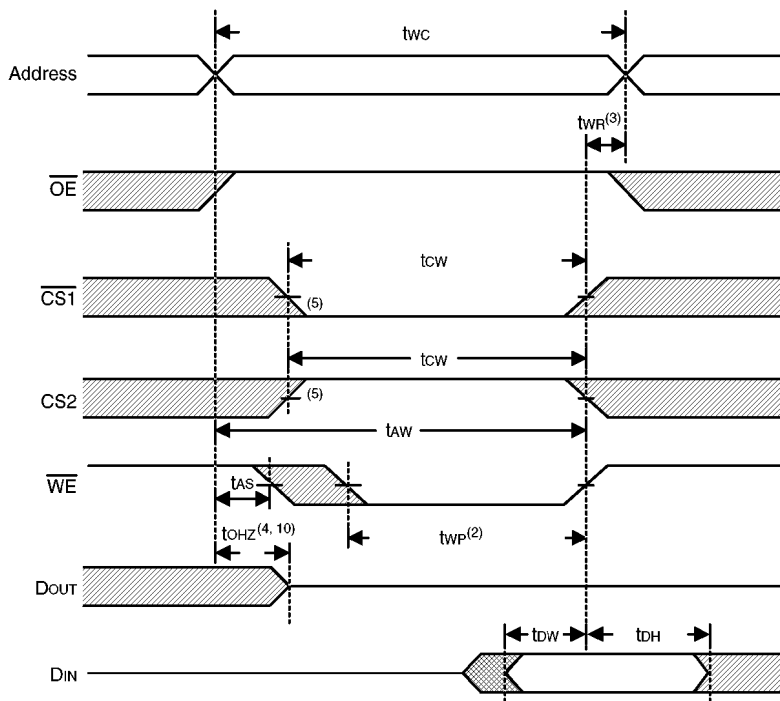 twc
Address
tWR(3)
OE
tCW
CS1
(5)
tCW
CS2
(5)
tAW
WE
tAS
tOHZ(4, 10)
tWP(2)
DOUT
tDW
tDH
DIN